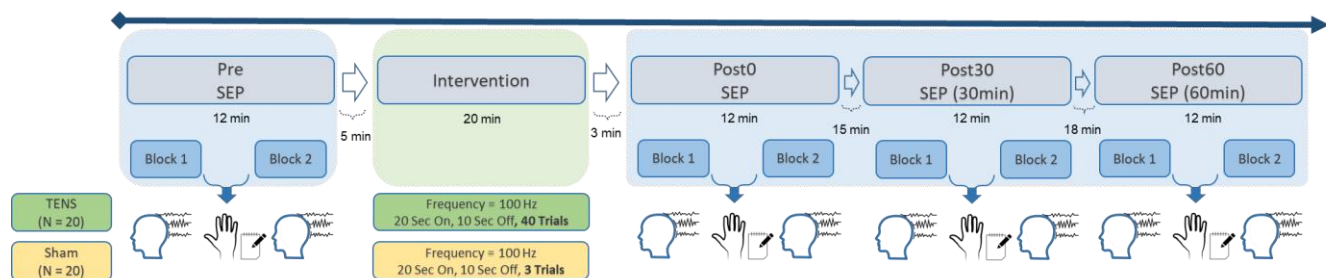 Pre
SEP
Intervention
Post0
SEP
Post30
SEP (30min)
Post60
SEP (60min)
12 min
5 min
20 min
3 min
12 min
15 min
12 min
18 min
12 min
Block 1
Block 2
Block 1
Block 2
Block 1
Block 2
Block 1
Block 2
TENS
(N = 20)
Frequency = 100 Hz
20 Sec On, 10 Sec Off, 40 Trials
Sham
(N = 20)
Frequency = 100 Hz
20 Sec On, 10 Sec Off, 3 Trials